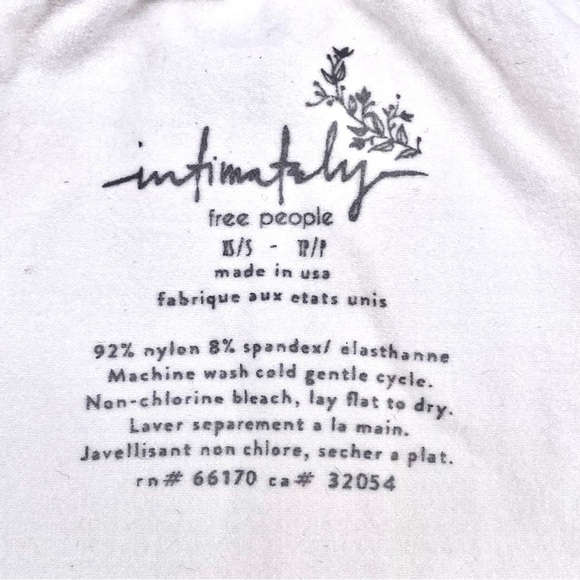 intimately
free people
XS/S - TP/P
made in usa
fabrique aux etats unis
92% nylon 8% spandex/ élasthanne
Machine wash cold gentle cycle.
Non-chlorine bleach, lay flat to dry.
Laver separement a la main.
Javellisant non chlore, secher a plat.
rn# 66170 ca# 32054